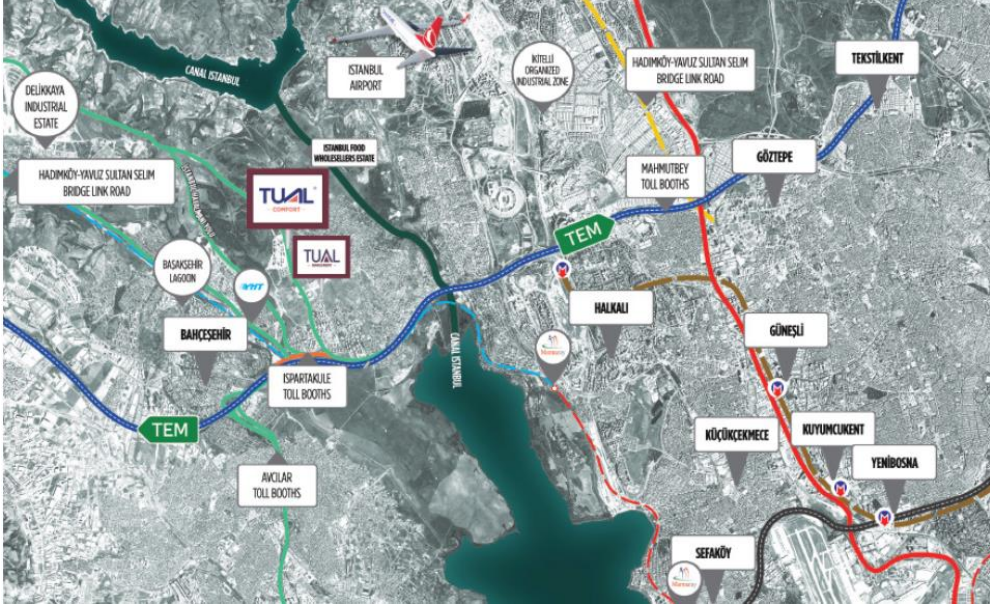 CANAL ISTANBUL
ISTANBUL
AIRPORT
İKİTELLİ
ORGANIZED
INDUSTRIAL ZONE
HADIMKÖY-YAVUZ SULTAN SELIM
BRIDGE LINK ROAD
TEKSTİLKENT
DELİKKAYA
INDUSTRIAL
ESTATE
ISTANBUL FOOD
WHOLESELLERS ESTATE
HADIMKÖY-YAVUZ SULTAN SELIM
BRIDGE LINK ROAD
TUAL
COMFORT
MAHMUTBEY
TOLL BOOTHS
GÖZTEPE
TUAL
TEM
BAŞAKŞEHİR
LAGOON
YHT
HALKALI
BAHÇEŞEHİR
GÜNEŞLİ
CANAL ISTANBUL
Marmaray
ISPARTAKULE
TOLL BOOTHS
TEM
KÜÇÜKÇEKMECE
KUYUMCUKENT
YENİBOSNA
AVCILAR
TOLL BOOTHS
SEFAKÖY
Marmaray